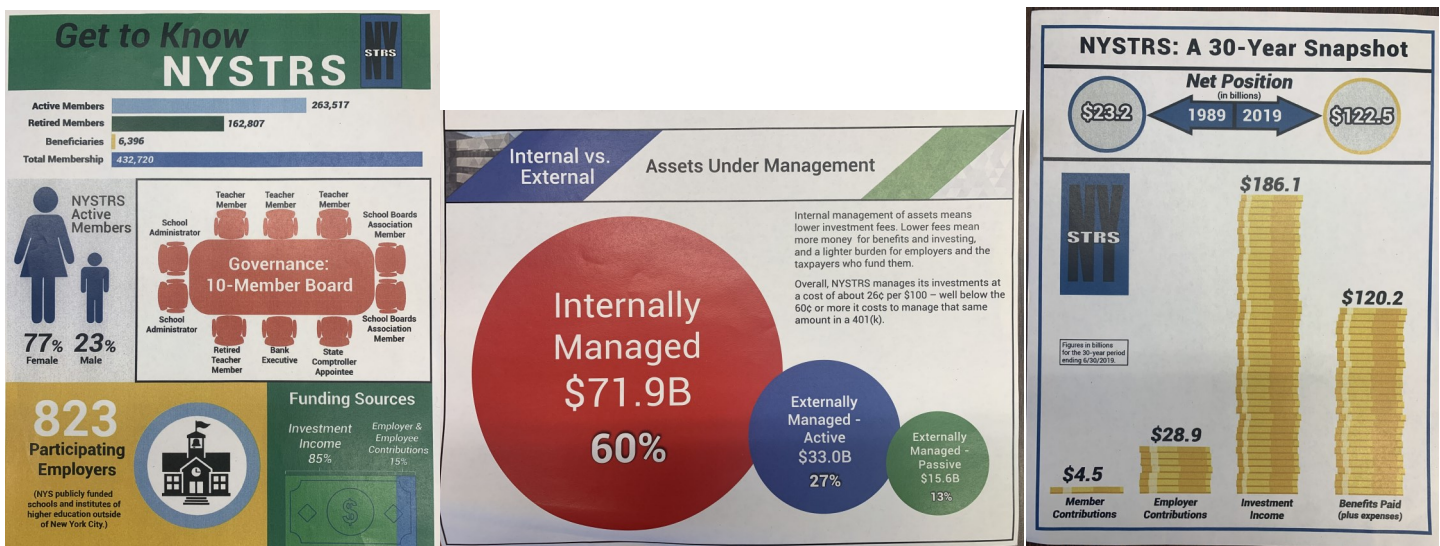 Get to Know
NYSTRS
NY
STRS
NY
Active Members
263,517
Retired Members
162,807
Beneficiaries
6,396
Total Membership
432,720
NYSTRS
Active
Members
77%
Female
23%
Male
Teacher
Member
Teacher
Member
Teacher
Member
School
Administrator
School Boards
Association
Member
Governance:
10-Member Board
School
Administrator
School Boards
Association
Member
Retired
Teacher
Member
Bank
Executive
State
Comptroller
Appointee
823
Participating
Employers
(NYS publicly funded
schools and institutes of
higher education outside
of New York City.)
Funding Sources
Investment
Income
85%
Employer &
Employee
Contributions
15%
$
Internal vs.
External
Assets Under Management
Internal management of assets means
lower investment fees. Lower fees mean
more money for benefits and investing,
and a lighter burden for employers and the
taxpayers who fund them.
Overall, NYSTRS manages its investments at
a cost of about 26¢ per $100 – well below the
60¢ or more it costs to manage that same
amount in a 401(k).
Internally
Managed
$71.9B
60%
Externally
Managed -
Active
$33.0B
27%
Externally
Managed -
Passive
$15.6B
13%
NYSTRS: A 30-Year Snapshot
Net Position
(in billions)
$23.2
1989
2019
$122.5
NY
STRS
NY
$186.1
$120.2
Figures in billions
for the 30-year period
ending 6/30/2019.
$28.9
$4.5
Member
Contributions
Employer
Contributions
Investment
Income
Benefits Paid
(plus expenses)